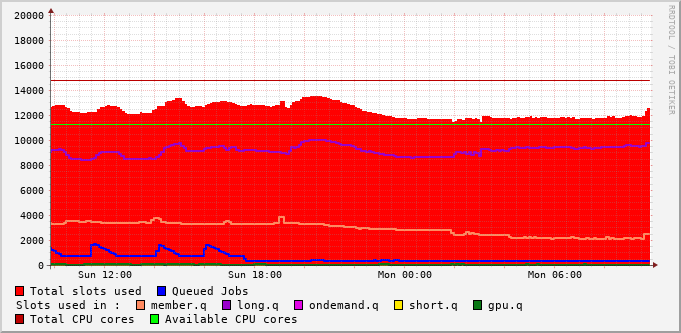 20000
18000
16000
14000
12000
10000
8000
6000
4000
2000
0
Sun 12:00 Sun 18:00 Mon 00:00 Mon 06:00
RRDTOOL / TOBI OETIKER
Total slots used Queued Jobs
Slots used in : member.q long.q ondemand.q short.q gpu.q
Total CPU cores Available CPU cores